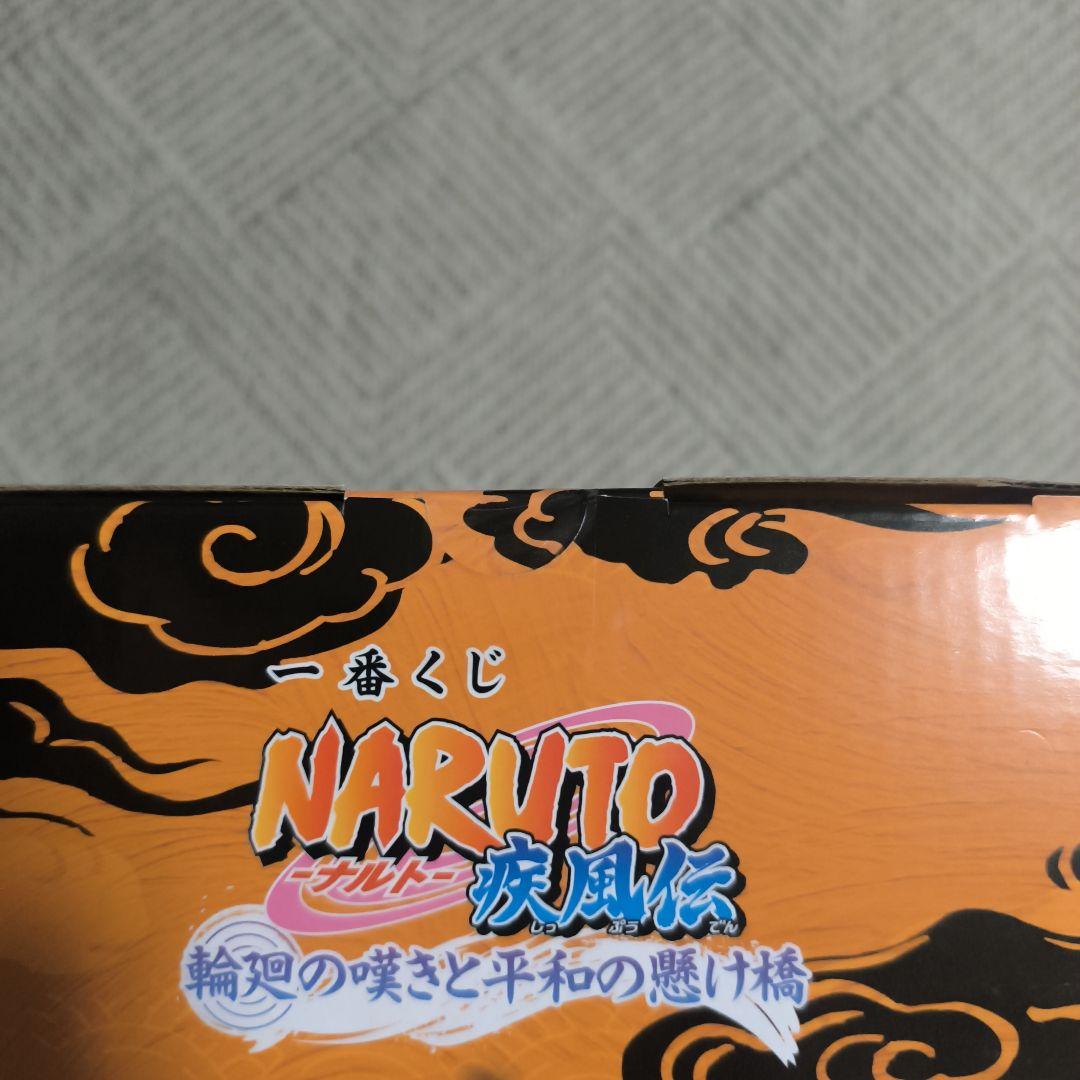 一番くじ
NARUTO
-ナルト-
疾風伝
しっぷうでん
輪廻の嘆きと平和の懸け橋